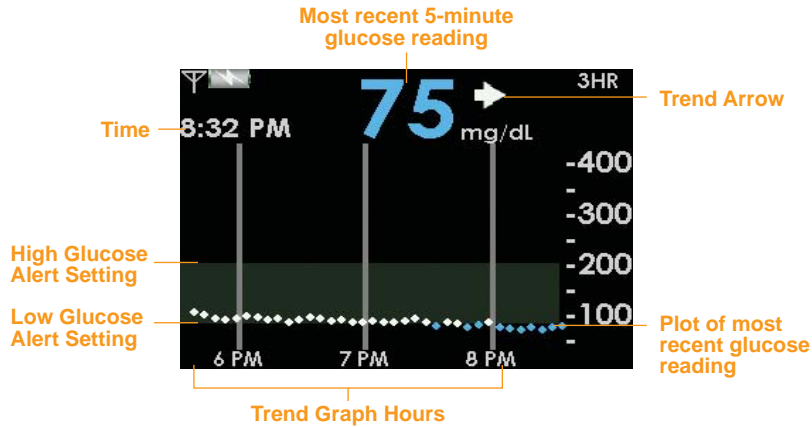 Most recent 5-minute
glucose reading
3HR
75
mg/dL
Trend Arrow
Time
8:32 PM
-400
-
-300
-
-200
-
-100
-
High Glucose
Alert Setting
Low Glucose
Alert Setting
Plot of most
recent glucose
reading
6 PM
7 PM
8 PM
Trend Graph Hours